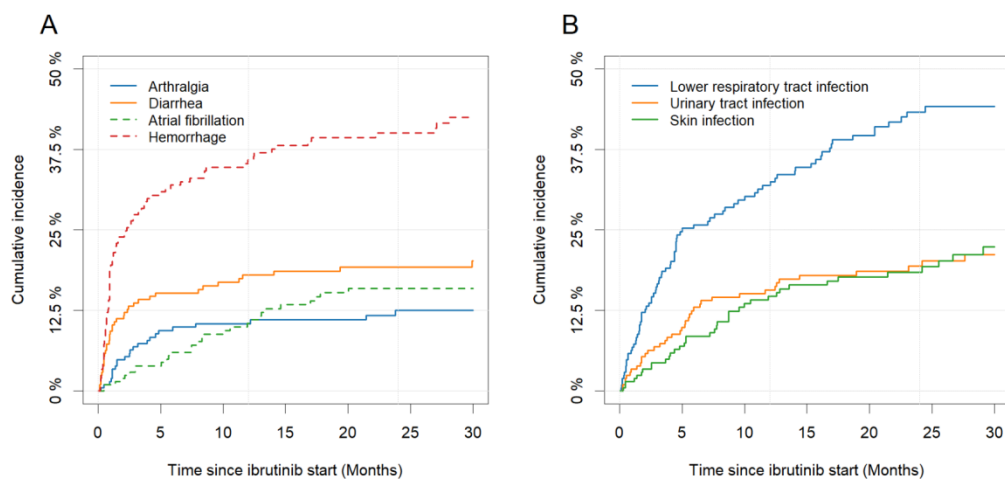 A
Cumulative incidence
50 %
37.5 %
25 %
12.5 %
0 %
Arthralgia
Diarrhea
Atrial fibrillation
Hemorrhage
0 5 10 15 20 25 30
Time since ibrutinib start (Months)
B
Cumulative incidence
50 %
37.5 %
25 %
12.5 %
0 %
Lower respiratory tract infection
Urinary tract infection
Skin infection
0 5 10 15 20 25 30
Time since ibrutinib start (Months)